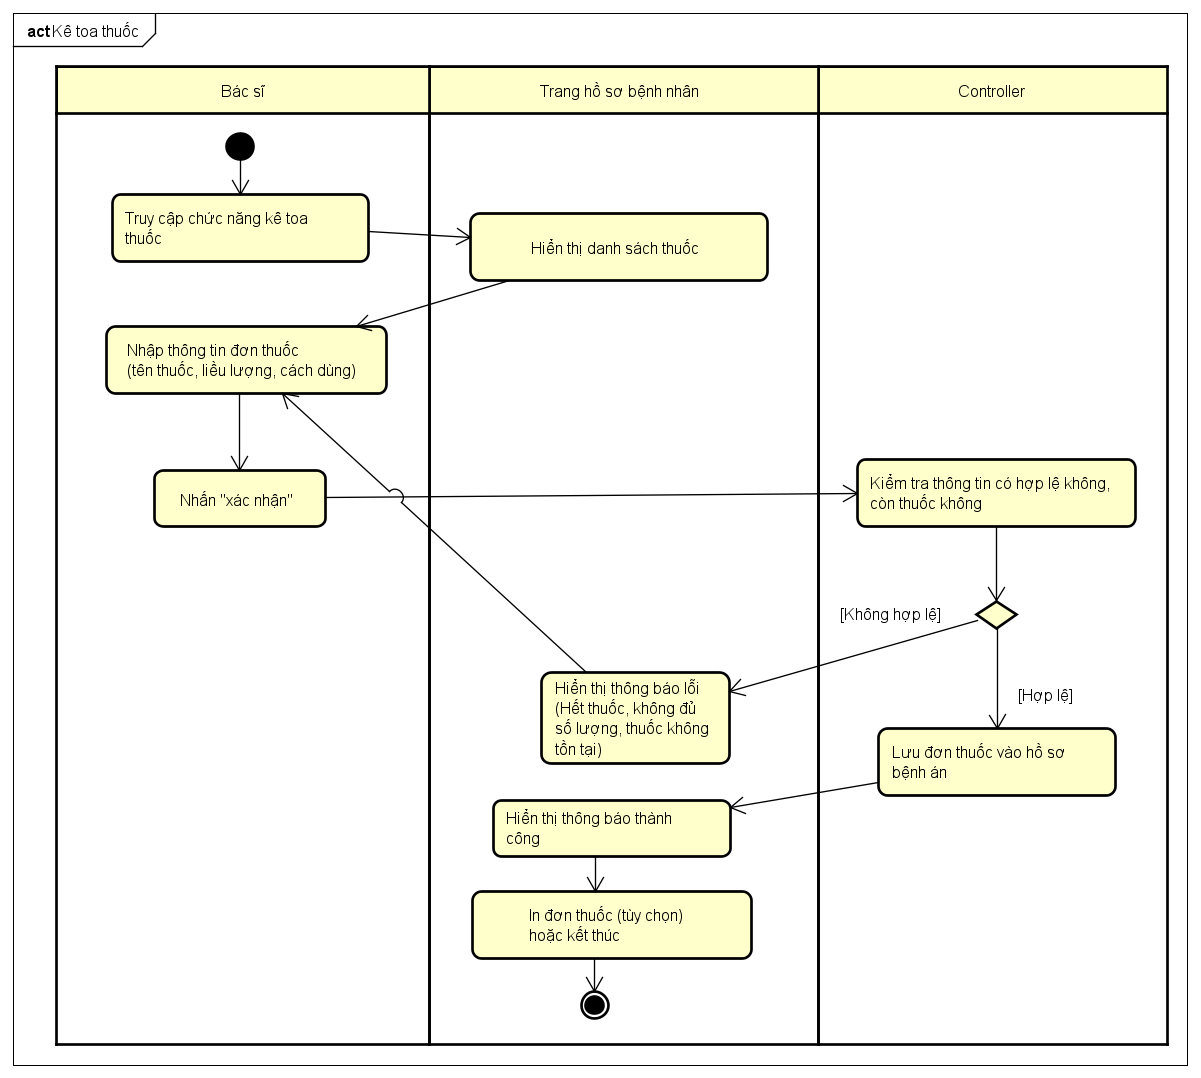 act Kê toa thuốc
Bác sĩ
Trang hồ sơ bệnh nhân
Controller
Truy cập chức năng kê toa
thuốc
Hiển thị danh sách thuốc
Nhập thông tin đơn thuốc
(tên thuốc, liều lượng, cách dùng)
Nhấn "xác nhận"
Kiểm tra thông tin có hợp lệ không,
còn thuốc không
[Không hợp lệ]
[Hợp lệ]
Hiển thị thông báo lỗi
(Hết thuốc, không đủ
số lượng, thuốc không
tồn tại)
Lưu đơn thuốc vào hồ sơ
bệnh án
Hiển thị thông báo thành
công
In đơn thuốc (tùy chọn)
hoặc kết thúc